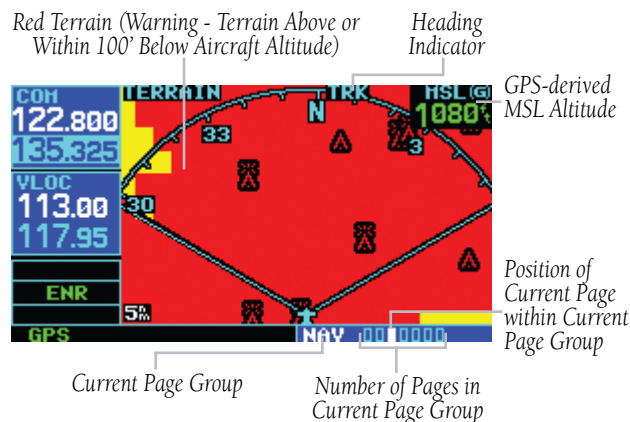 Red Terrain (Warning - Terrain Above or
Within 100' Below Aircraft Altitude)
Heading
Indicator
GPS-derived
MSL Altitude
COM
122.800
135.325
VLOC
113.00
117.95
ENR
GPS
TERRAIN
TRK
MSL G
1080ft
N
33
3
30
5nm
NAV
Position of
Current Page
within Current
Page Group
Current Page Group
Number of Pages in
Current Page Group